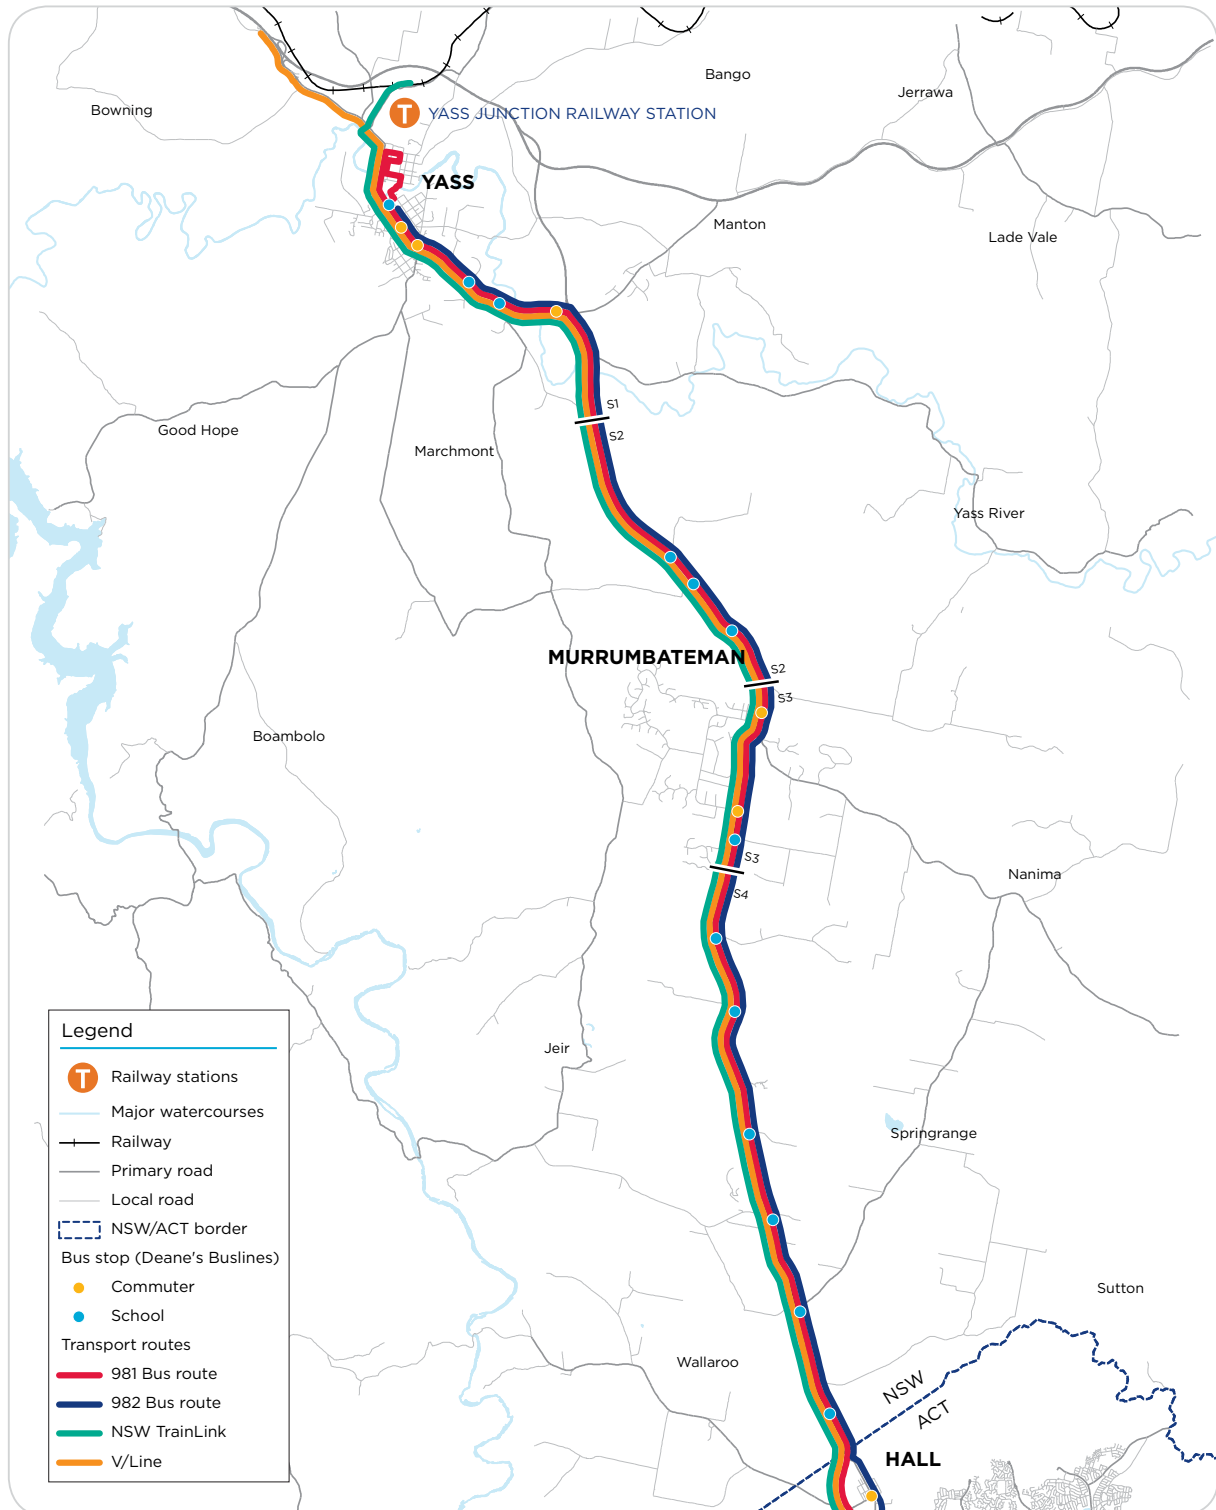 Bango
Jerrawa
Bowning
T
YASS JUNCTION RAILWAY STATION
YASS
Manton
Lade Vale
S1
S2
Good Hope
Marchmont
Yass River
MURRUMBATEMAN
S2
S3
Boambolo
S3
S4
Nanima
Jeir
Springrange
Sutton
Wallaroo
NSW
ACT
HALL
Legend
T Railway stations
Major watercourses
Railway
Primary road
Local road
NSW/ACT border
Bus stop (Deane's Buslines)
Commuter
School
Transport routes
981 Bus route
982 Bus route
NSW TrainLink
V/Line